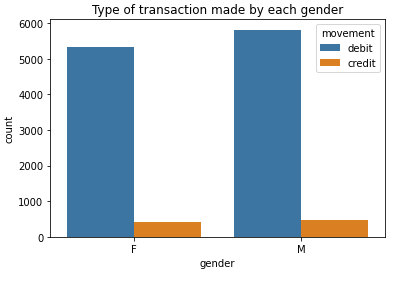 Type of transaction made by each gender
movement
debit
credit
6000
5000
4000
3000
2000
1000
0
count
F
M
gender